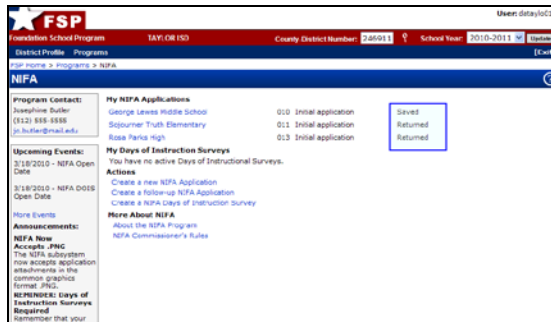 FSP
User: dataylo01
Foundation School Program
TAYLOR ISD
County District Number: 246911
School Year: 2010-2011
Update
District Profile Programs
[Exit
FSP Home > Programs > NIFA
NIFA
Program Contact:
Josephine Butler
(512) 555-5555
jc.butler@mail.edu
Upcoming Events:
3/18/2010 - NIFA Open
Date
3/18/2010 - NIFA DOIS
Open Date
More Events
Announcements:
NIFA Now
Accepts .PNG
The NIFA subsystem
now accepts application
attachments in the
common graphics
format .PNG.
REMINDER: Days of
Instruction Surveys
Required
Remember that your
My NIFA Applications
George Lewes Middle School 010 Initial application Saved
Sojourner Truth Elementary 011 Initial application Returned
Rosa Parks High 013 Initial application Returned
My Days of Instruction Surveys
You have no active Days of Instructional Surveys.
Actions
Create a new NIFA Application
Create a follow-up NIFA Application
Create a NIFA Days of Instruction Survey
More About NIFA
About the NIFA Program
NIFA Commissioner's Rules